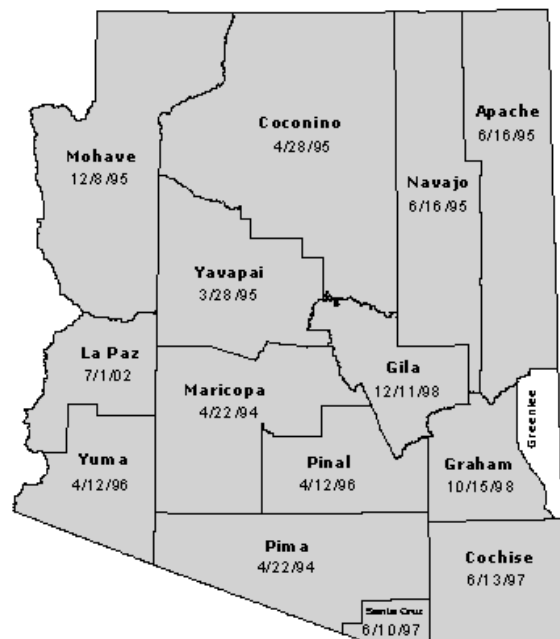 Apache
6/16/95
Coconino
4/28/95
Mohave
12/8/95
Navajo
6/16/95
Yavapai
3/28/95
La Paz
7/1/02
Gila
12/11/98
Maricopa
4/22/94
Greenlee
Yuma
4/12/96
Pinal
4/12/96
Graham
10/15/98
Pima
4/22/94
Cochise
6/13/97
Santa Cruz
6/10/97